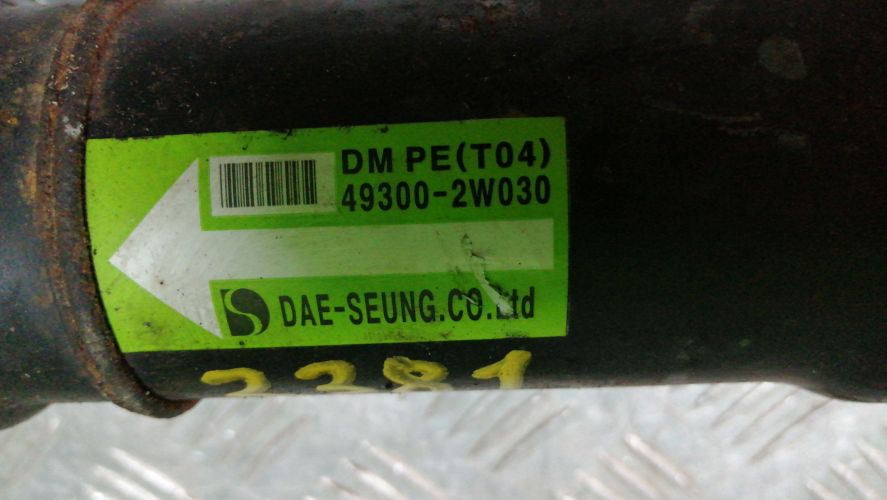 DM PE(T04)
49300-2W030
DAE-SEUNG.CO.Ltd
2381